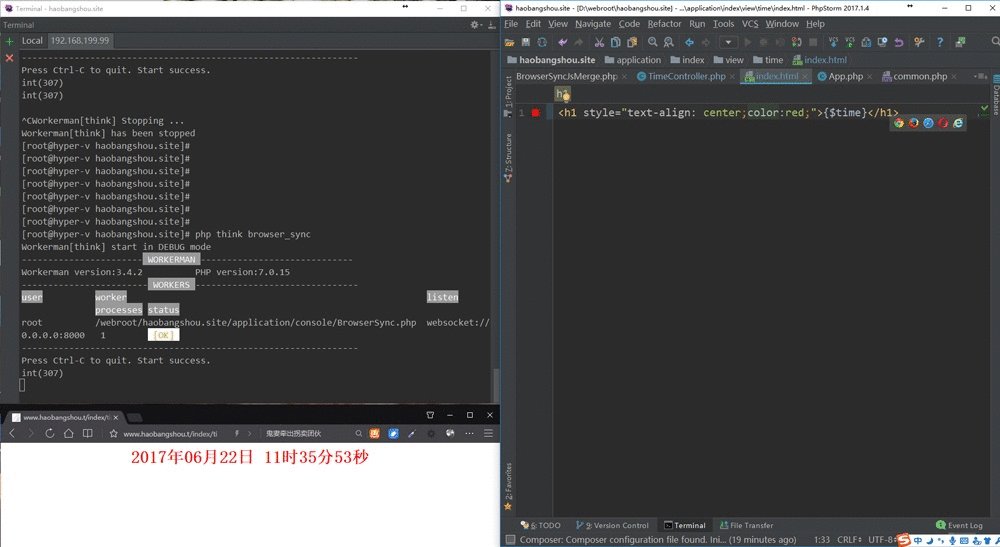 Terminal - haobangshou.site
Terminal
Local 192.168.199.99
Press Ctrl-C to quit. Start success.
int(307)
int(307)
^CWorkerman[think] Stopping ...
Workerman[think] has been stopped
[root@hyper-v haobangshou.site]#
[root@hyper-v haobangshou.site]#
[root@hyper-v haobangshou.site]#
[root@hyper-v haobangshou.site]#
[root@hyper-v haobangshou.site]#
[root@hyper-v haobangshou.site]#
[root@hyper-v haobangshou.site]#
[root@hyper-v haobangshou.site]# php think browser_sync
Workerman[think] start in DEBUG mode
----------------------- WORKERMAN -----------------------------
Workerman version:3.4.2 PHP version:7.0.15
------------------------ WORKERS -------------------------------
user worker listen
processes status
root /webroot/haobangshou.site/application/console/BrowserSync.php websocket://
0.0.0.0:8000 1 [OK]
----------------------------------------------------------------
Press Ctrl-C to quit. Start success.
int(307)
www.haobangshou.t/index/ti
www.haobangshou.t/index/ti
鬼妻牵出拐卖团伙
2017年06月22日 11时35分53秒
haobangshou.site - [D:\webroot\haobangshou.site] - ...\application\index\view\time\index.html - PhpStorm 2017.1.4
File Edit View Navigate Code Refactor Run Tools VCS Window Help
haobangshou.site application index view time index.html
BrowserSyncJsMerge.php TimeController.php index.html App.php common.php
h1
1 <h1 style="text-align: center;color:red;">{$time}</h1>
1: Project
7: Structure
2: Favorites
Database
6: TODO 9: Version Control Terminal File Transfer Event Log
Composer: Composer configuration file found. Ini... (19 minutes ago) 1:33 CRLF UTF-8
中